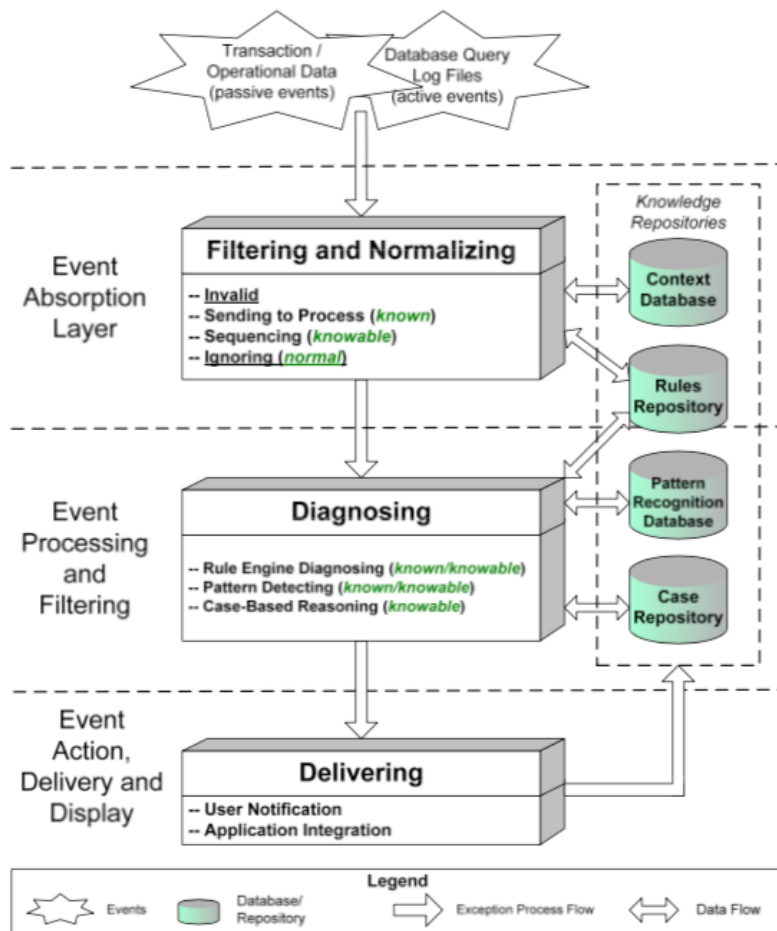 Transaction /
Operational Data
(passive events)
Database Query
Log Files
(active events)
Event
Absorption
Layer
Filtering and Normalizing
-- Invalid
-- Sending to Process (known)
-- Sequencing (knowable)
-- Ignoring (normal)
Knowledge
Repositories
Context
Database
Rules
Repository
Event
Processing
and
Filtering
Diagnosing
-- Rule Engine Diagnosing (known/knowable)
-- Pattern Detecting (known/knowable)
-- Case-Based Reasoning (knowable)
Pattern
Recognition
Database
Case
Repository
Event
Action,
Delivery and
Display
Delivering
-- User Notification
-- Application Integration
Legend
Events
Database/
Repository
Exception Process Flow
Data Flow